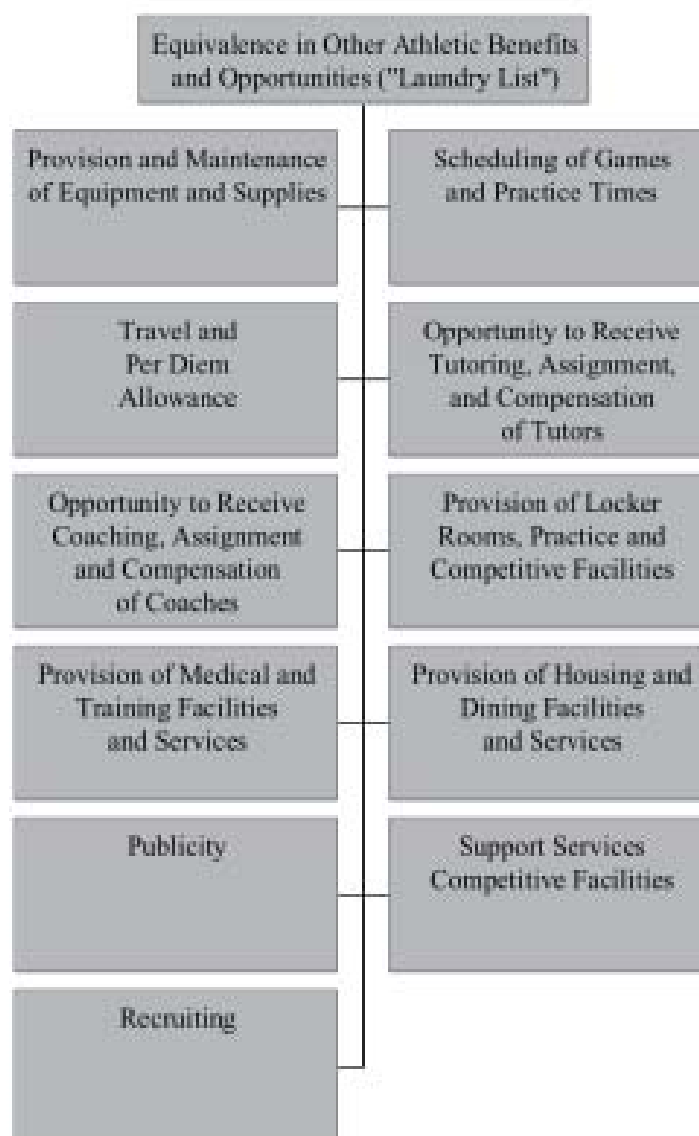 Equivalence in Other Athletic Benefits
and Opportunities ("Laundry List")
Provision and Maintenance
of Equipment and Supplies
Scheduling of Games
and Practice Times
Travel and
Per Diem
Allowance
Opportunity to Receive
Tutoring, Assignment,
and Compensation
of Tutors
Opportunity to Receive
Coaching, Assignment
and Compensation
of Coaches
Provision of Locker
Rooms, Practice and
Competitive Facilities
Provision of Medical and
Training Facilities
and Services
Provision of Housing and
Dining Facilities
and Services
Publicity
Support Services
Competitive Facilities
Recruiting